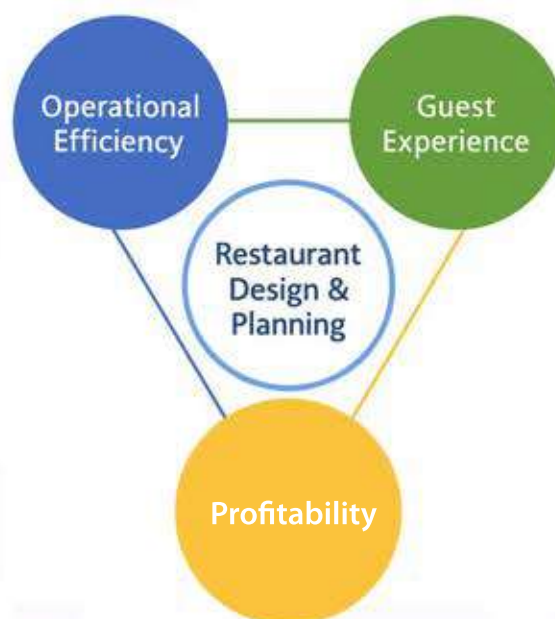 Operational
Efficiency
Guest
Experience
Restaurant
Design &
Planning
Profitability